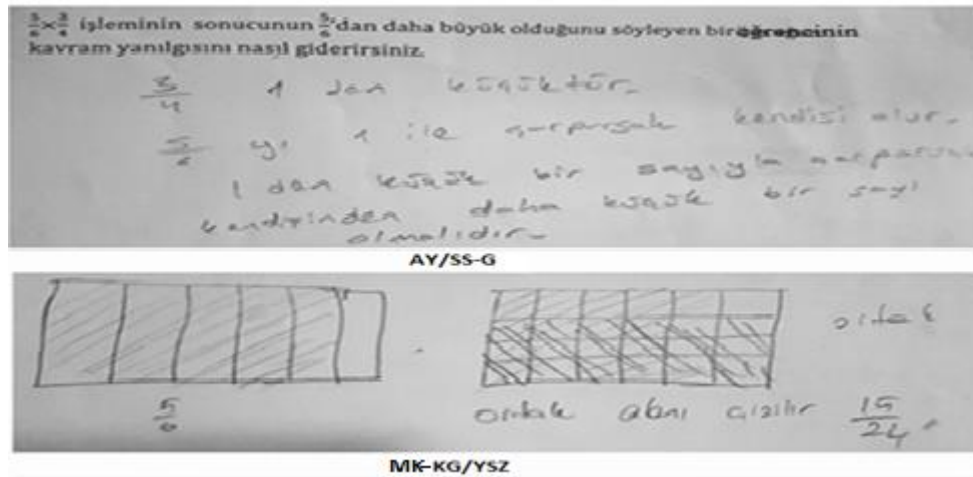 5/6 x 3/4 işleminin sonucunun 5/6'dan daha büyük olduğunu söyleyen bir öğrencinin
kavram yanılgısını nasıl giderirsiniz.
3/4 1 den küçüktür.
5/6 yı 1 ile çarparsak kendisi olur.
1 den küçük bir sayıyla
kendisinden daha küçük bir sayı
olmalıdır.
AY/SS-G
ortak
5/6 ortak alanı çizilir 15/24
MK-KG/YSZ